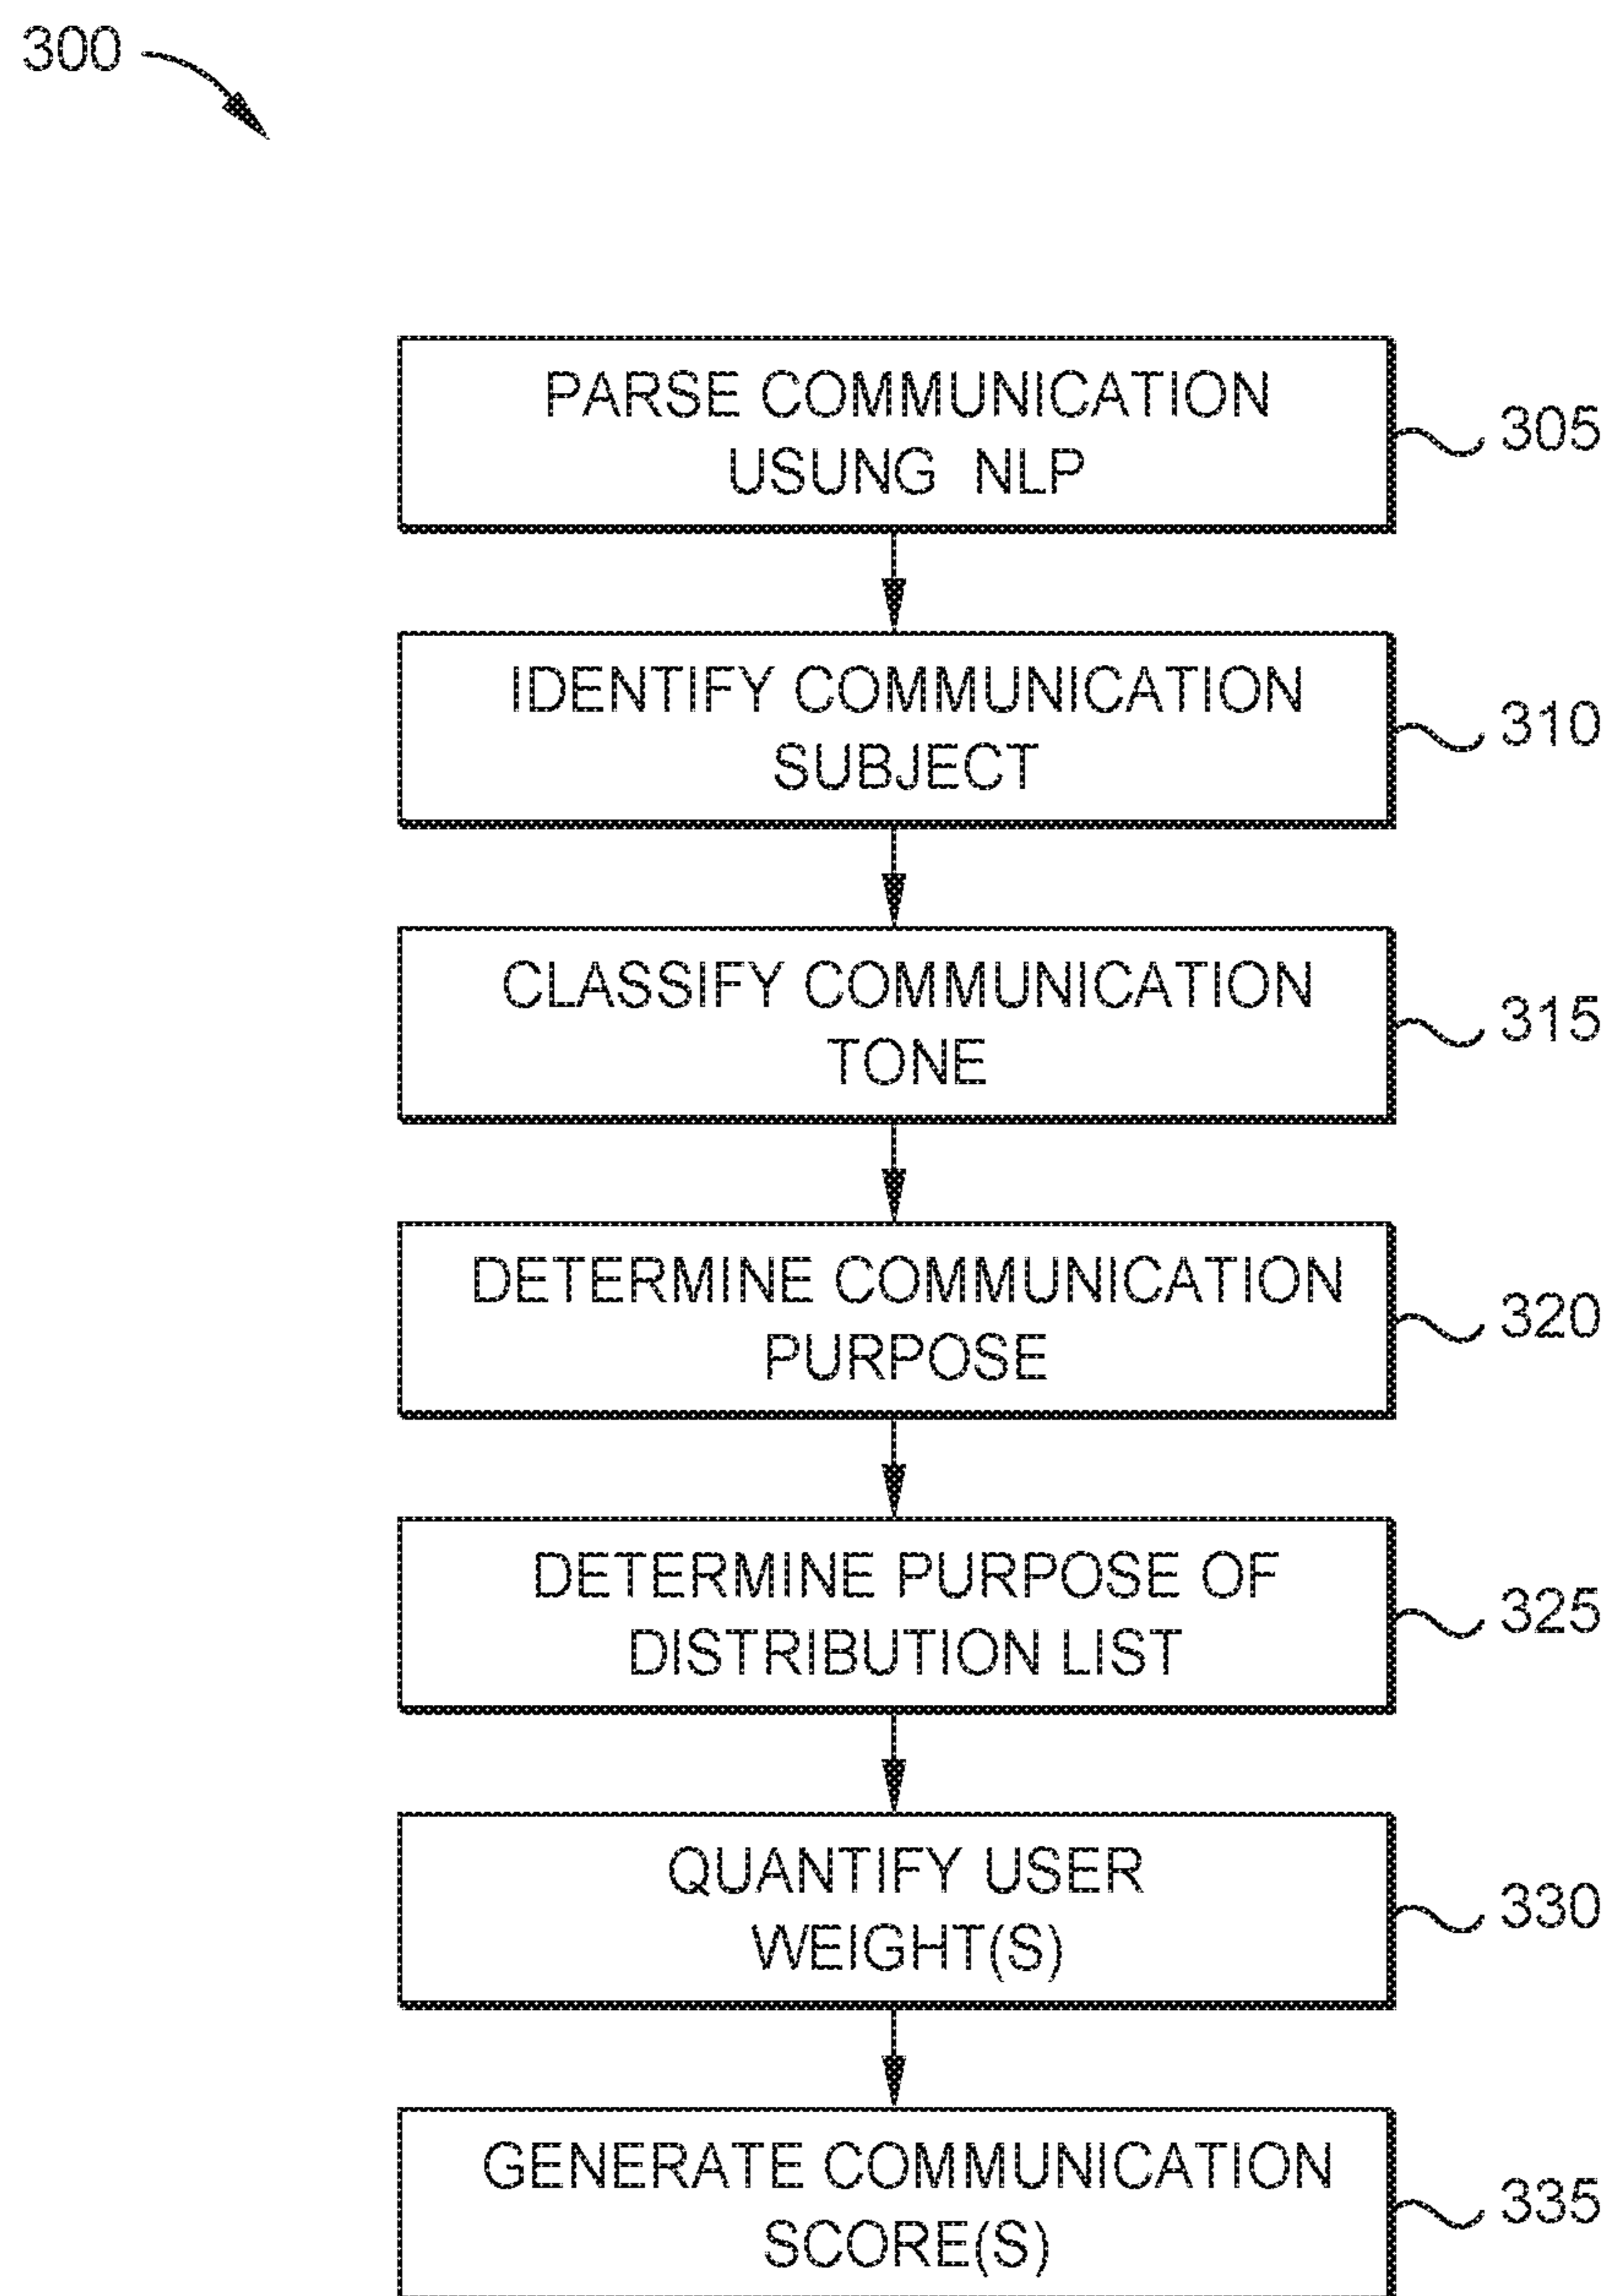 300
PARSE COMMUNICATION
USUNG NLP
305
IDENTIFY COMMUNICATION
SUBJECT
310
CLASSIFY COMMUNICATION
TONE
315
DETERMINE COMMUNICATION
PURPOSE
320
DETERMINE PURPOSE OF
DISTRIBUTION LIST
325
QUANTIFY USER
WEIGHT(S)
330
GENERATE COMMUNICATION
SCORE(S)
335